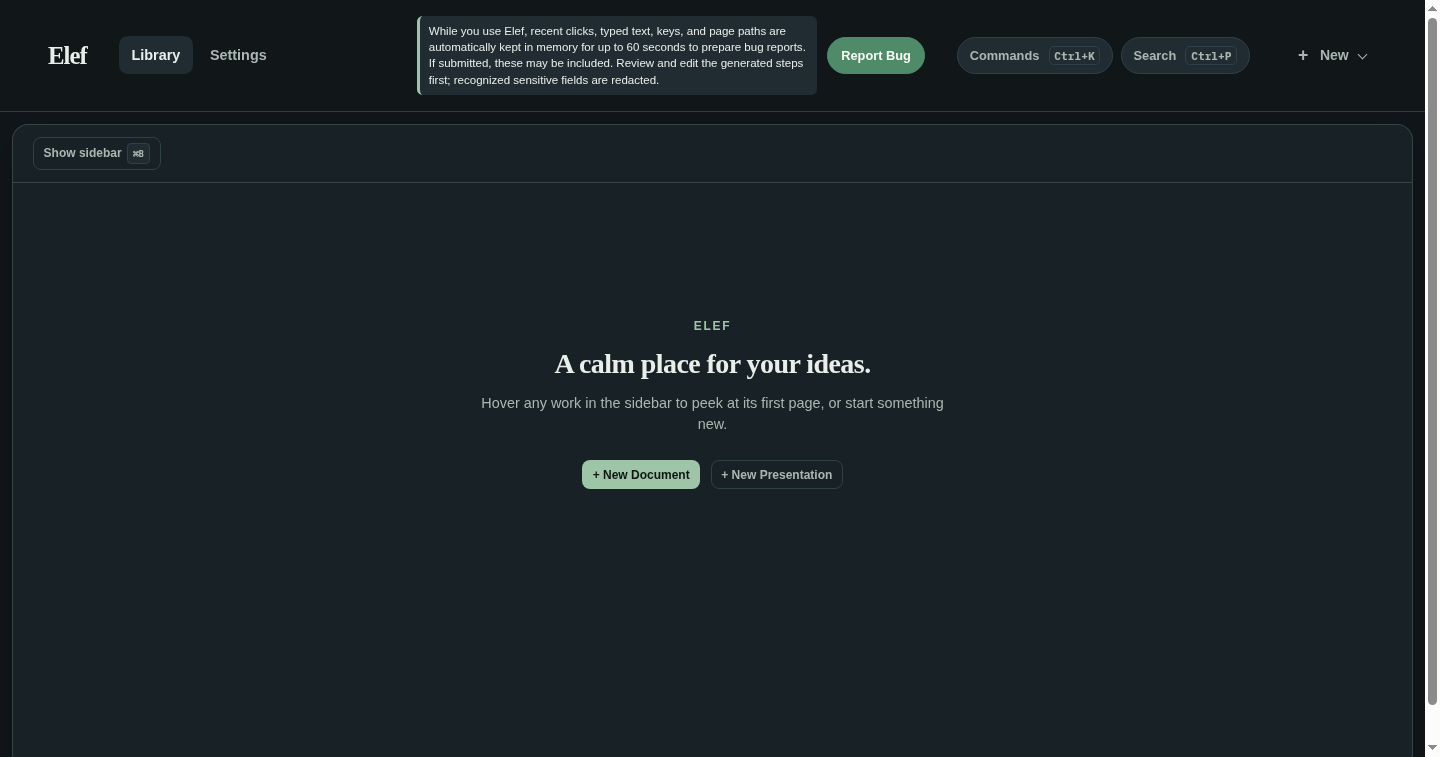 Elef
Library
Settings
While you use Elef, recent clicks, typed text, keys, and page paths are
automatically kept in memory for up to 60 seconds to prepare bug reports.
If submitted, these may be included. Review and edit the generated steps
first; recognized sensitive fields are redacted.
Report Bug
Commands Ctrl+K
Search Ctrl+P
+ New
Show sidebar ⌘B
ELEF
A calm place for your ideas.
Hover any work in the sidebar to peek at its first page, or start something
new.
+ New Document
+ New Presentation